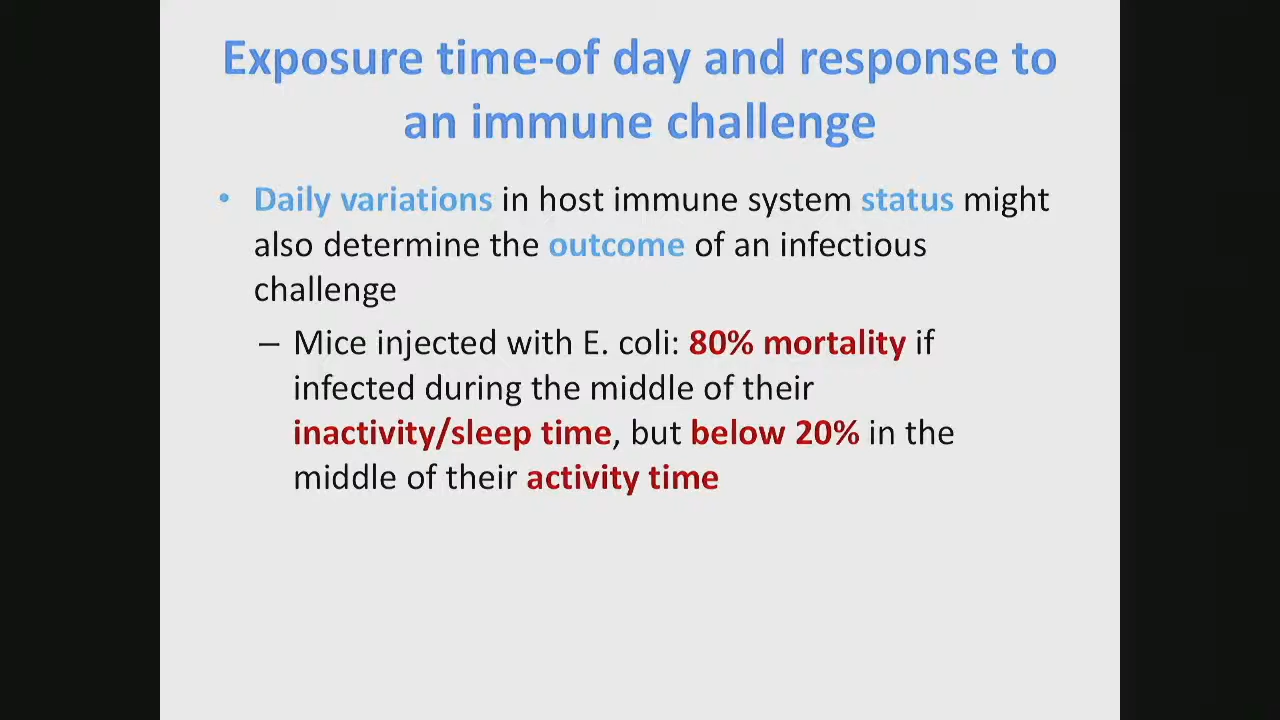 Exposure time-of day and response to
an immune challenge
• Daily variations in host immune system status might
also determine the outcome of an infectious
challenge
– Mice injected with E. coli: 80% mortality if
infected during the middle of their
inactivity/sleep time, but below 20% in the
middle of their activity time